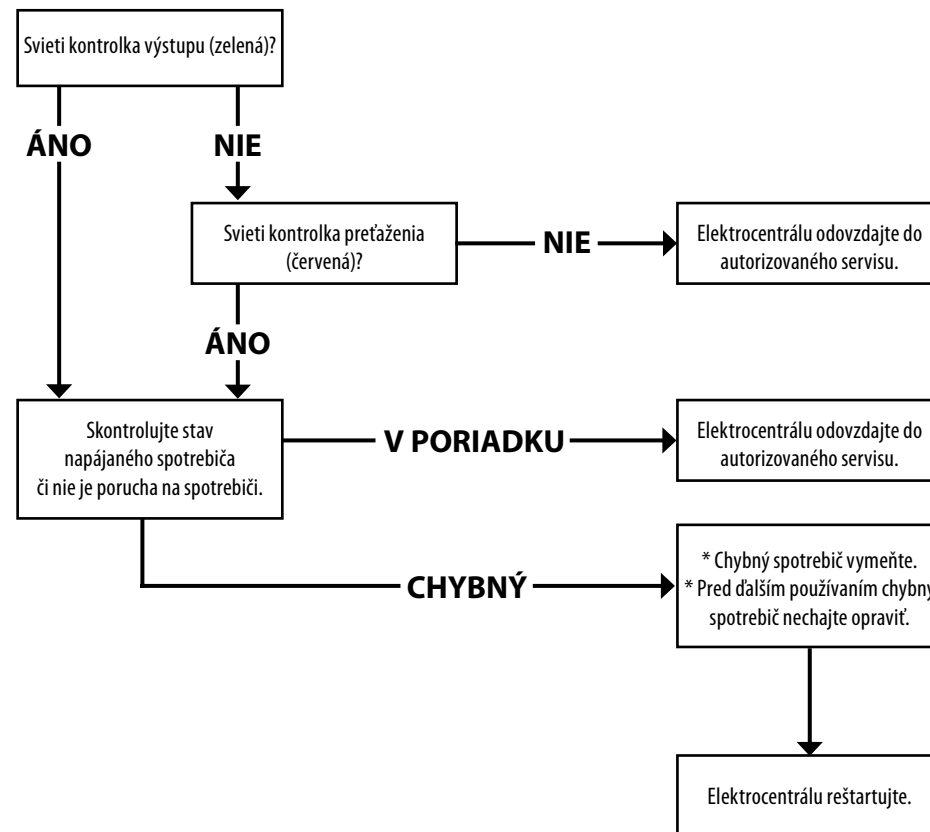 Svieti kontrolka výstupu (zelená)?
ÁNO
NIE
Svieti kontrolka preťaženia
(červená)?
NIE
Elektrocentrálu odovzdajte do
autorizovaného servisu.
ÁNO
Skontrolujte stav
napájaného spotrebiča
či nie je porucha na spotrebiči.
V PORIADKU
Elektrocentrálu odovzdajte do
autorizovaného servisu.
CHYBNÝ
* Chybný spotrebič vymeňte.
* Pred ďalším používaním chybný
spotrebič nechajte opraviť.
Elektrocentrálu reštartujte.